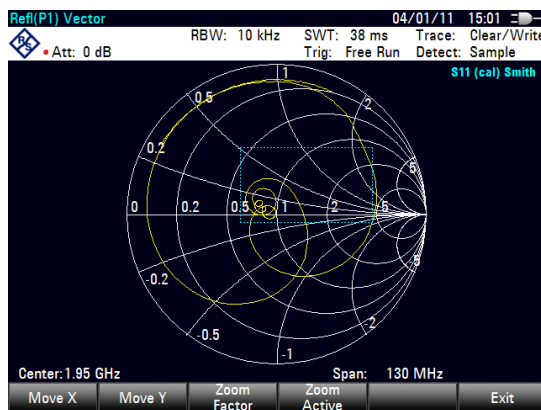 Refl(P1) Vector 04/01/11 15:01
RBW: 10 kHz SWT: 38 ms Trace: Clear/Write
Att: 0 dB Trig: Free Run Detect: Sample
S11 (cal) Smith
1
0.5 2
0.2 5
0 0.2 0.5 1 2 5
-0.2 -5
-0.5 -2
-1
Center: 1.95 GHz Span: 130 MHz
Move X Move Y Zoom Factor Zoom Active Exit